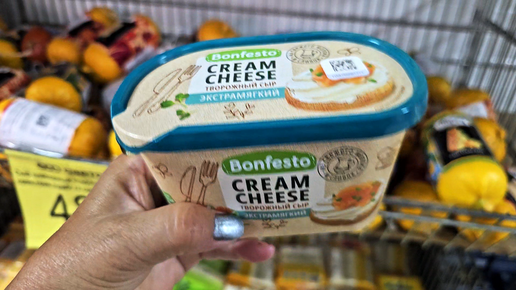 Bonfesto
CREAM
CHEESE
ТВОРОЖНЫЙ СЫР
ЭКСТРАМЯГКИЙ
Bonfesto
CREAM
CHEESE
ТВОРОЖНЫЙ СЫР
ЭКСТРАМЯГКИЙ